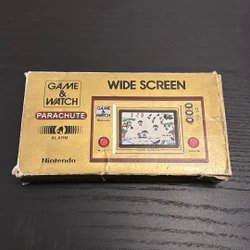 GAME
& WATCH
WIDE SCREEN
PARACHUTE
ALARM
Nintendo